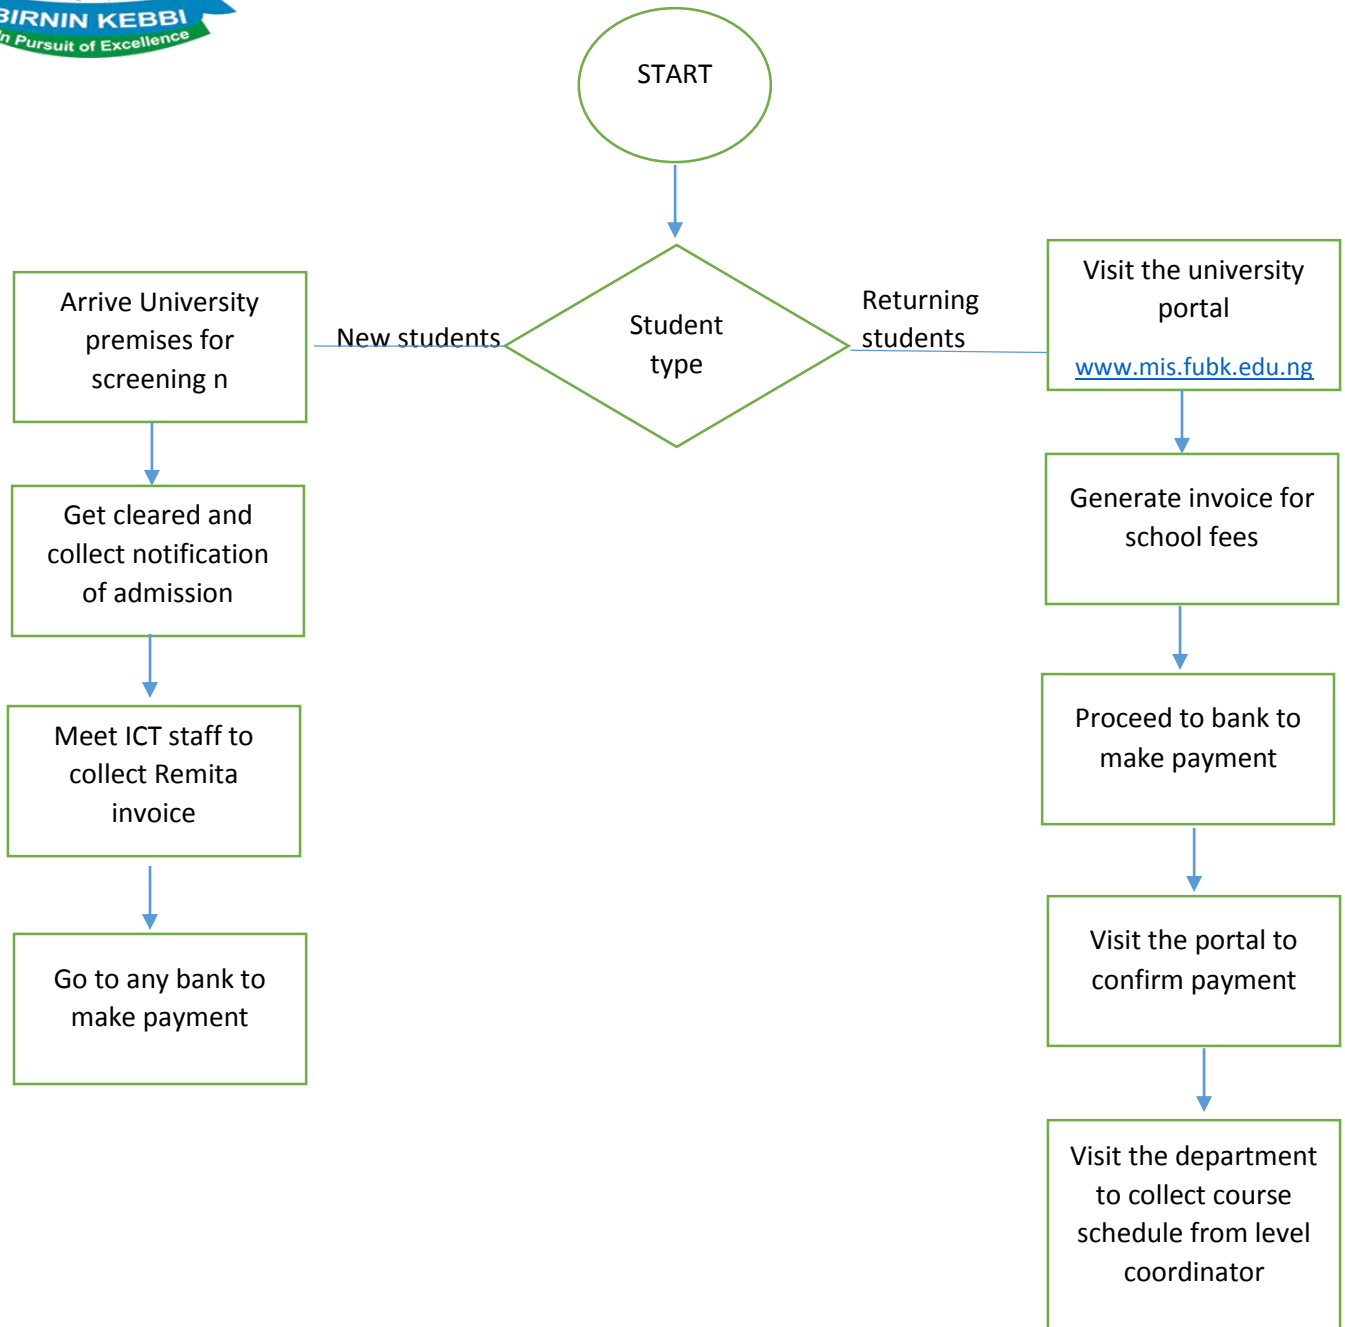 BIRNIN KEBBI
In Pursuit of Excellence
START
Student
type
New students
Returning
students
Arrive University
premises for
screening n
Get cleared and
collect notification
of admission
Meet ICT staff to
collect Remita
invoice
Go to any bank to
make payment
Visit the university
portal
www.mis.fubk.edu.ng
Generate invoice for
school fees
Proceed to bank to
make payment
Visit the portal to
confirm payment
Visit the department
to collect course
schedule from level
coordinator